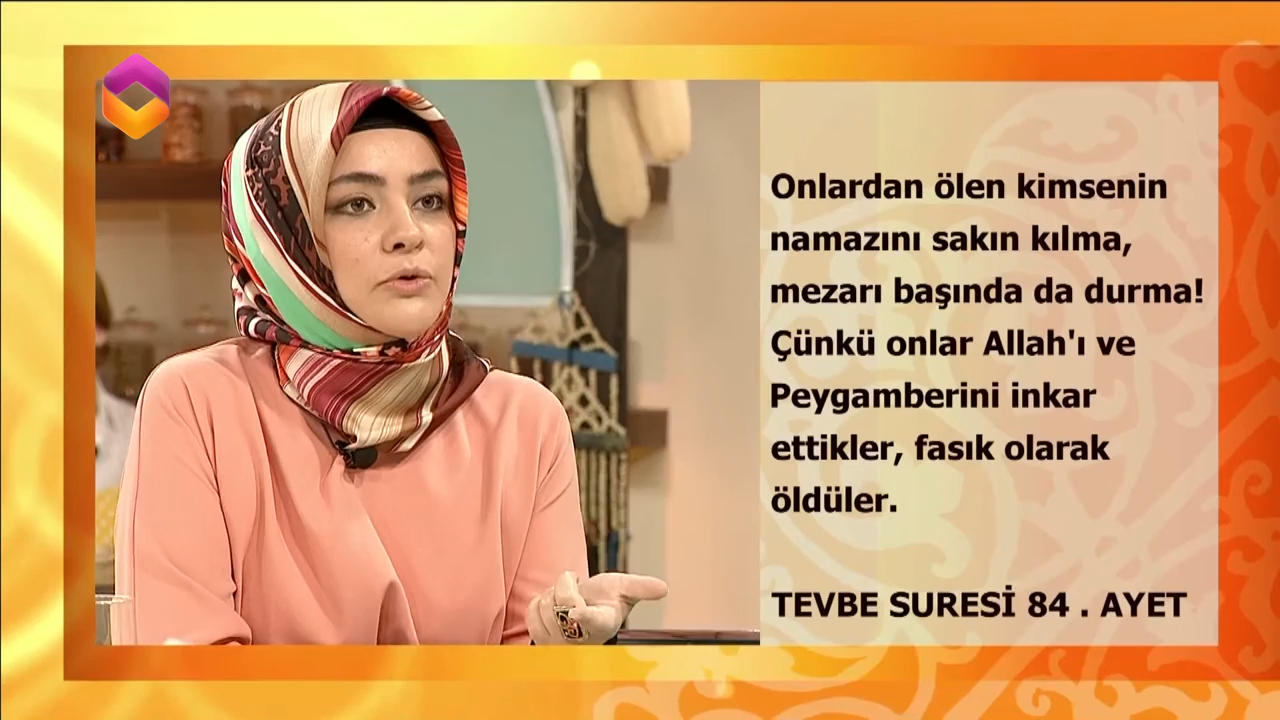 Onlardan ölen kimsenin
namazını sakın kılma,
mezarı başında da durma!
Çünkü onlar Allah'ı ve
Peygamberini inkar
ettikler, fasık olarak
öldüler.
TEVBE SURESİ 84 . AYET